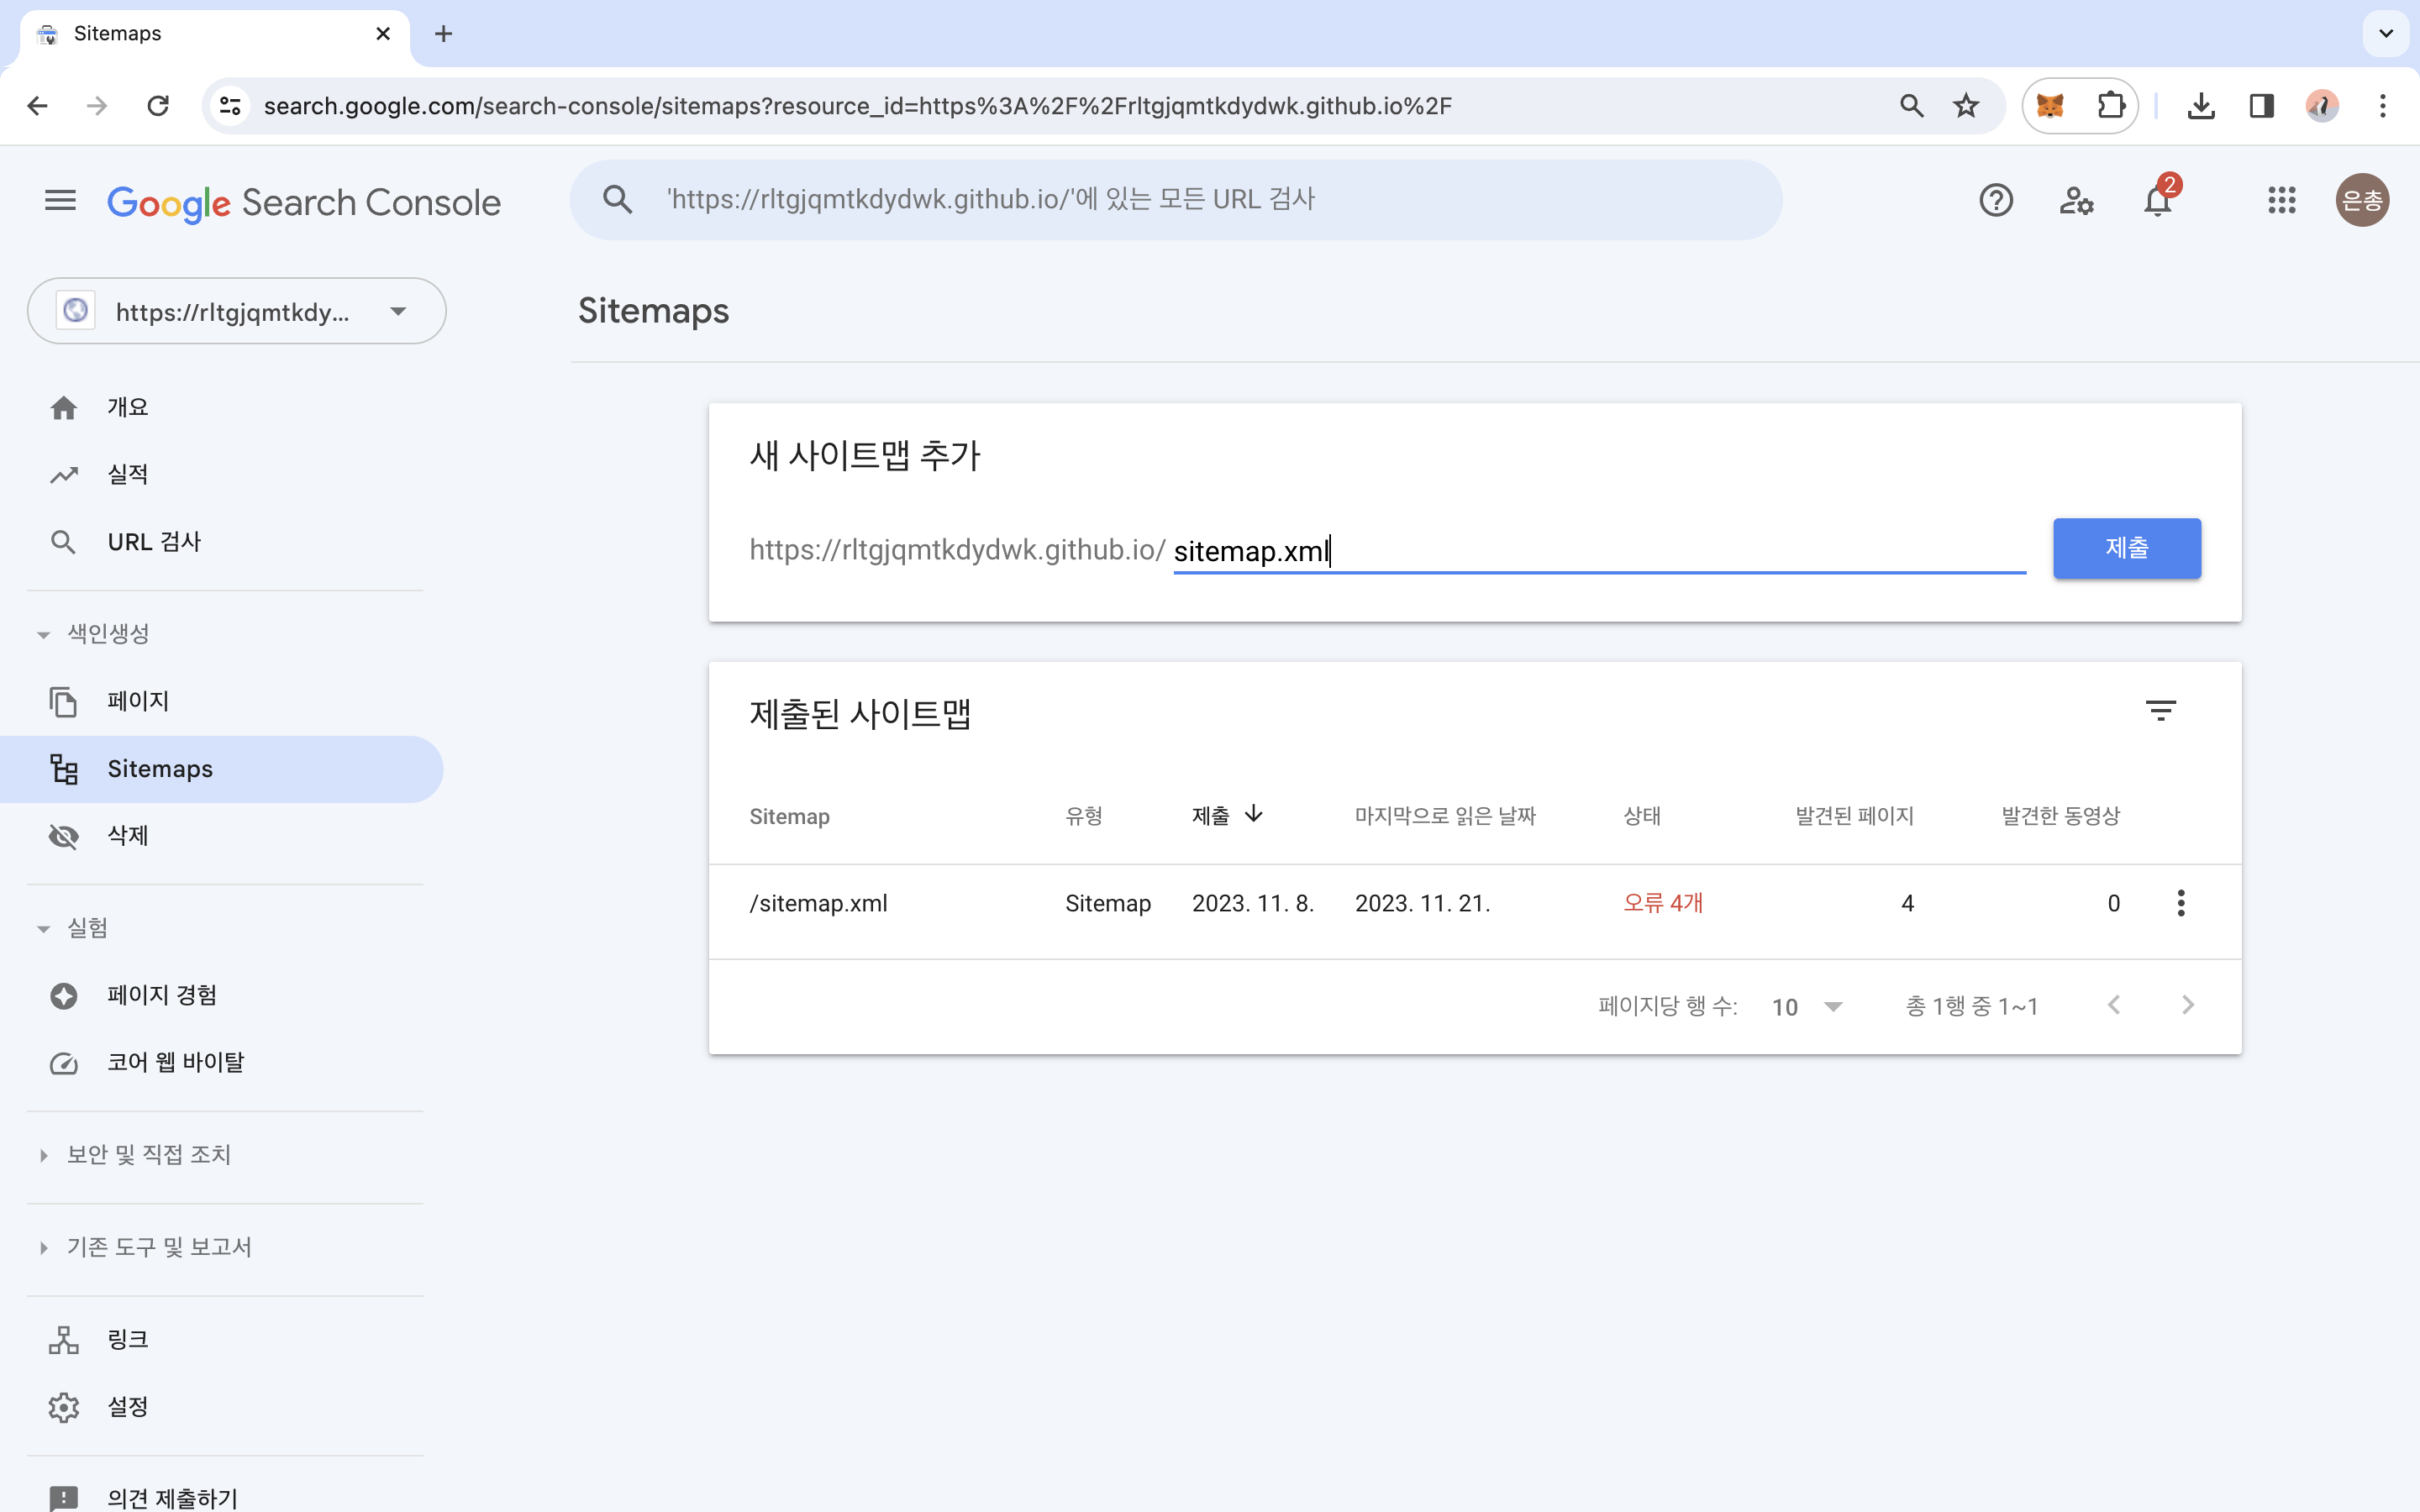 Sitemaps
search.google.com/search-console/sitemaps?resource_id=https%3A%2F%2Frltgjqmtkdydwk.github.io%2F
Google Search Console
'https://rltgjqmtkdydwk.github.io/'에 있는 모든 URL 검사
2
은총
https://rltgjqmtkdy...
Sitemaps
개요
실적
URL 검사
색인생성
페이지
Sitemaps
삭제
실험
페이지 경험
코어 웹 바이탈
보안 및 직접 조치
기존 도구 및 보고서
링크
설정
의견 제출하기
새 사이트맵 추가
https://rltgjqmtkdydwk.github.io/ sitemap.xml
제출
제출된 사이트맵
Sitemap 유형 제출 마지막으로 읽은 날짜 상태 발견된 페이지 발견한 동영상
/sitemap.xml Sitemap 2023. 11. 8. 2023. 11. 21. 오류 4개 4 0
페이지당 행 수: 10 총 1행 중 1~1